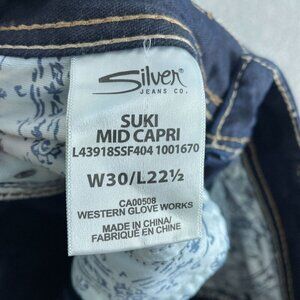 Silver
JEANS CO.
SUKI
MID CAPRI
L43918SSF404 1001670
W30/L22½
CA00508
WESTERN GLOVE WORKS
MADE IN CHINA/
FABRIQUÉ EN CHINE